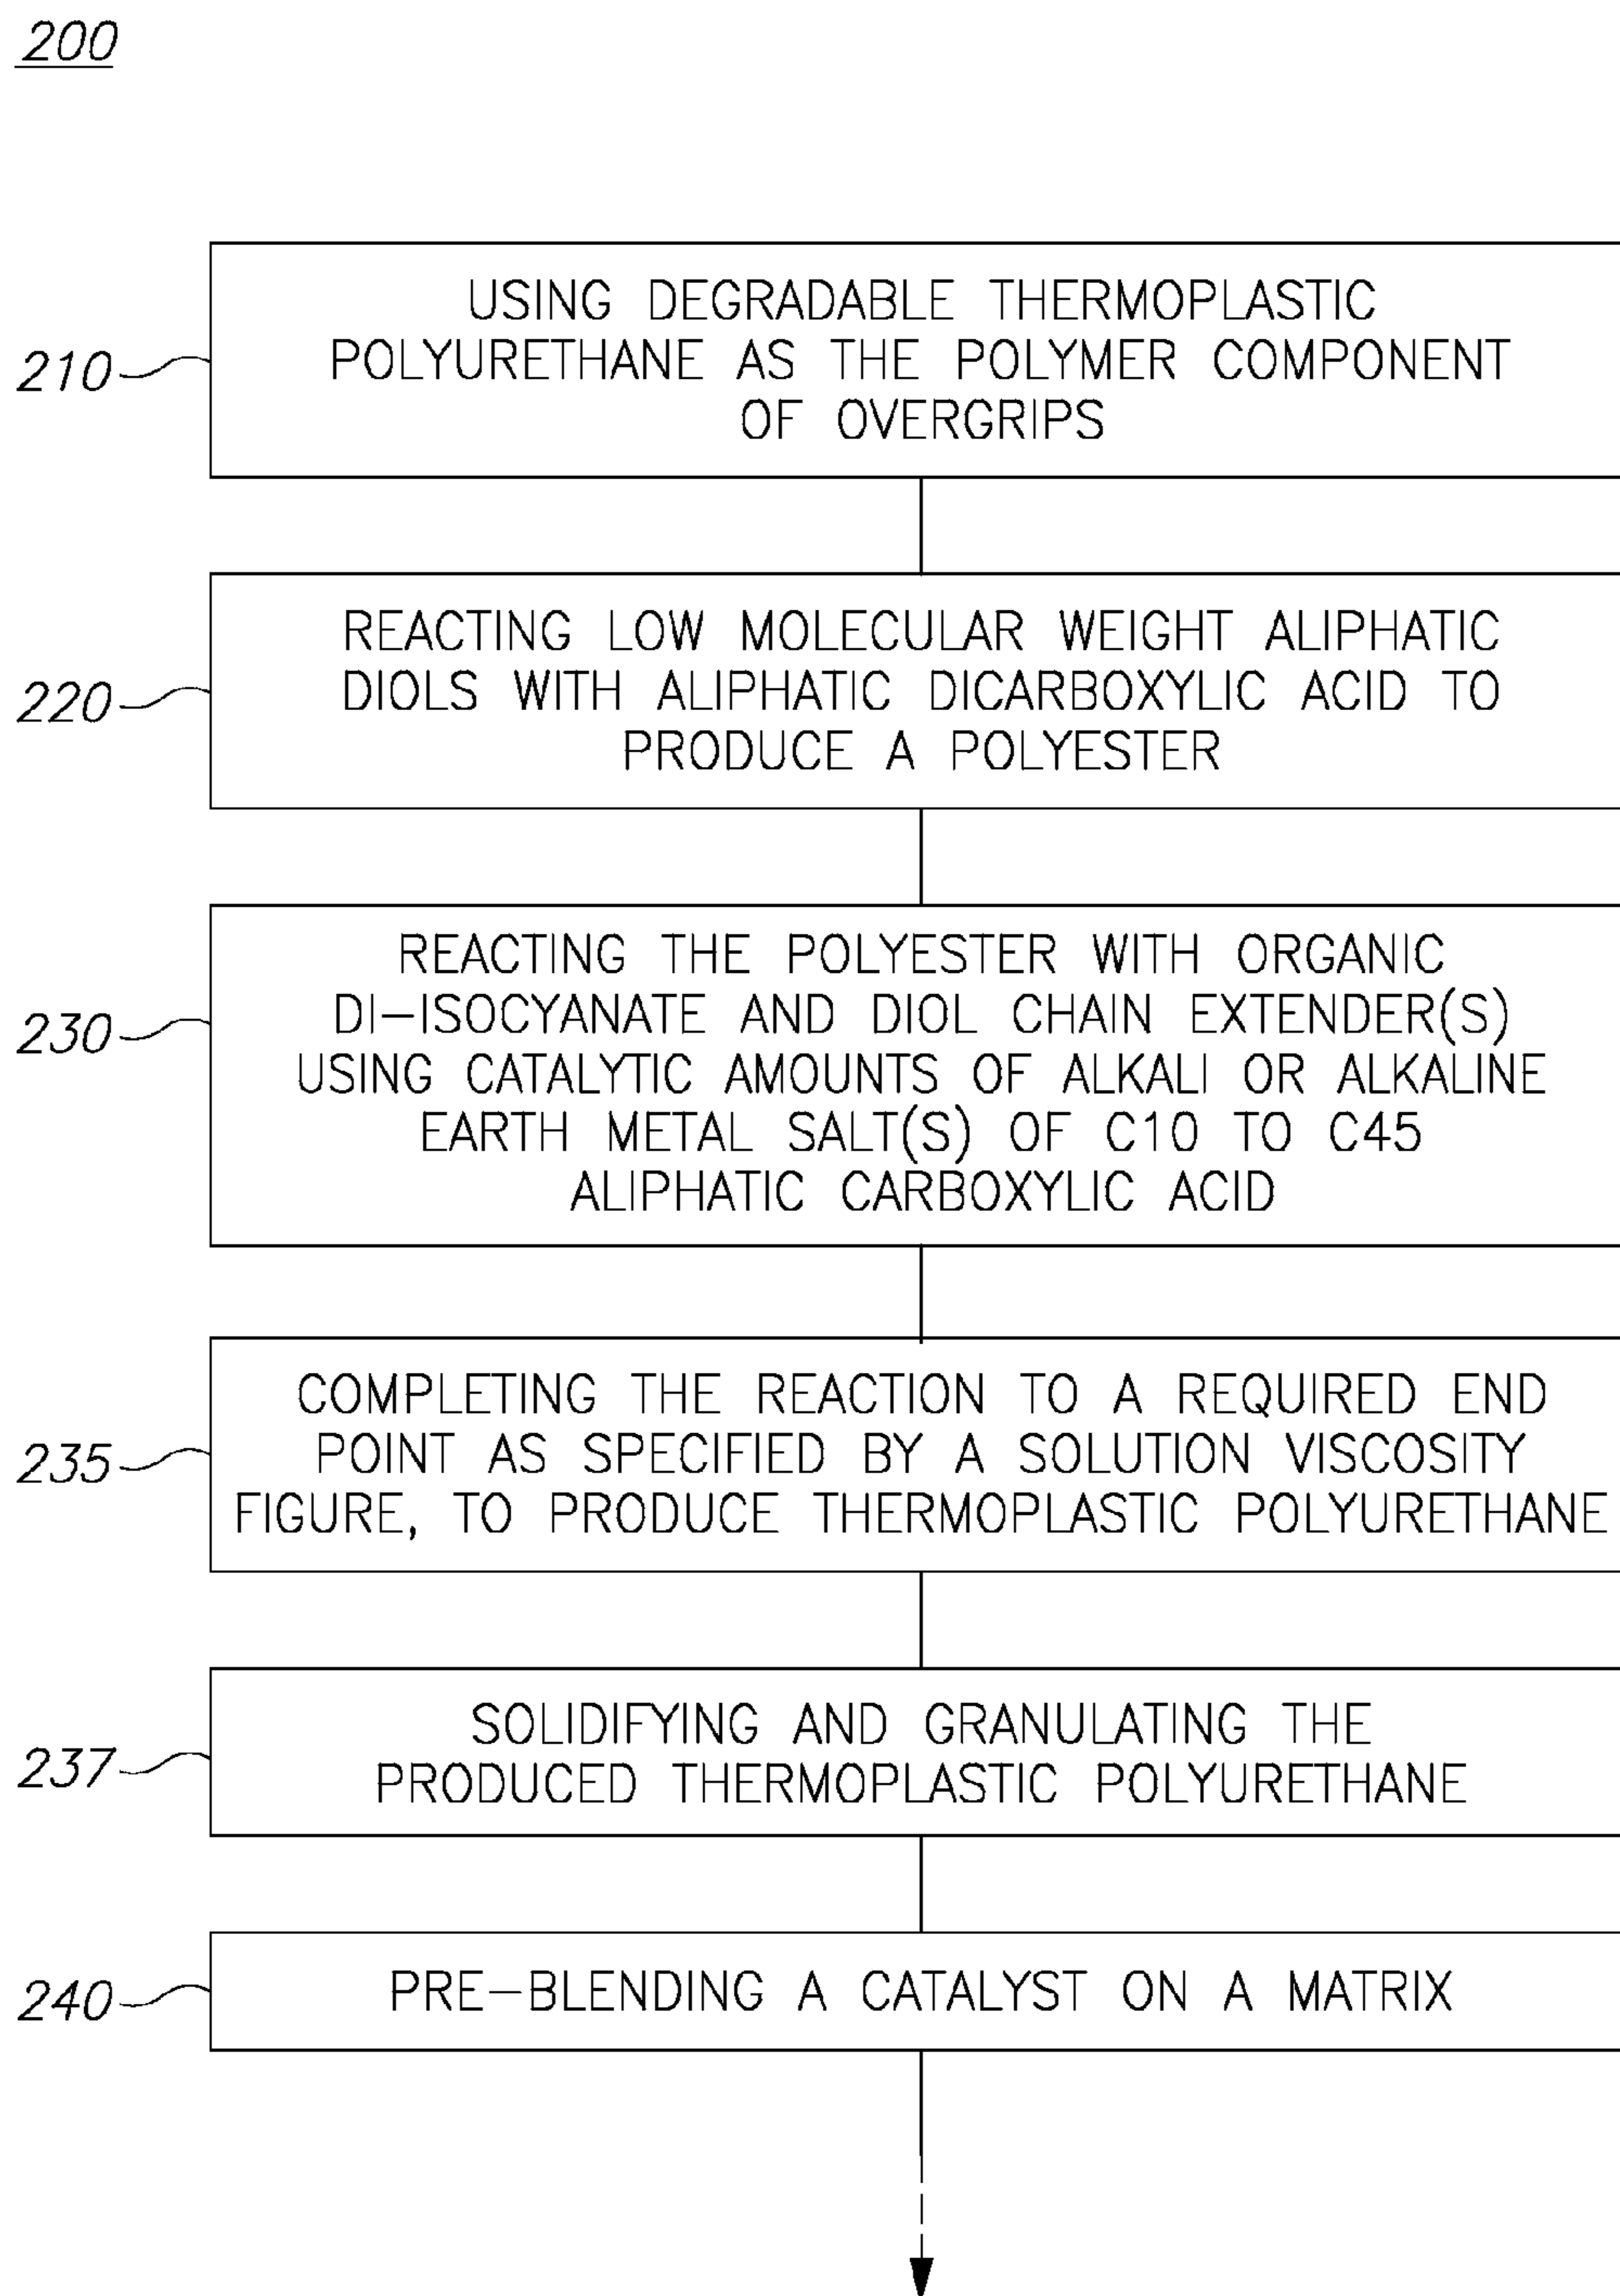 200
210
USING DEGRADABLE THERMOPLASTIC
POLYURETHANE AS THE POLYMER COMPONENT
OF OVERGRIPS
220
REACTING LOW MOLECULAR WEIGHT ALIPHATIC
DIOLS WITH ALIPHATIC DICARBOXYLIC ACID TO
PRODUCE A POLYESTER
230
REACTING THE POLYESTER WITH ORGANIC
DI-ISOCYANATE AND DIOL CHAIN EXTENDER(S)
USING CATALYTIC AMOUNTS OF ALKALI OR ALKALINE
EARTH METAL SALT(S) OF C10 TO C45
ALIPHATIC CARBOXYLIC ACID
235
COMPLETING THE REACTION TO A REQUIRED END
POINT AS SPECIFIED BY A SOLUTION VISCOSITY
FIGURE, TO PRODUCE THERMOPLASTIC POLYURETHANE
237
SOLIDIFYING AND GRANULATING THE
PRODUCED THERMOPLASTIC POLYURETHANE
240
PRE-BLENDING A CATALYST ON A MATRIX